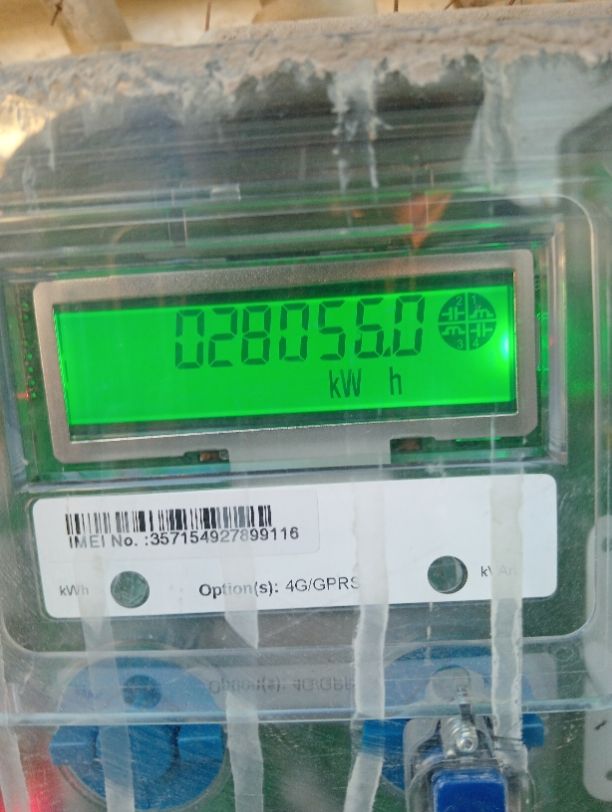 028056.0
kW h
IMEI No. :357154927899116
kWh
Option(s): 4G/GPRS